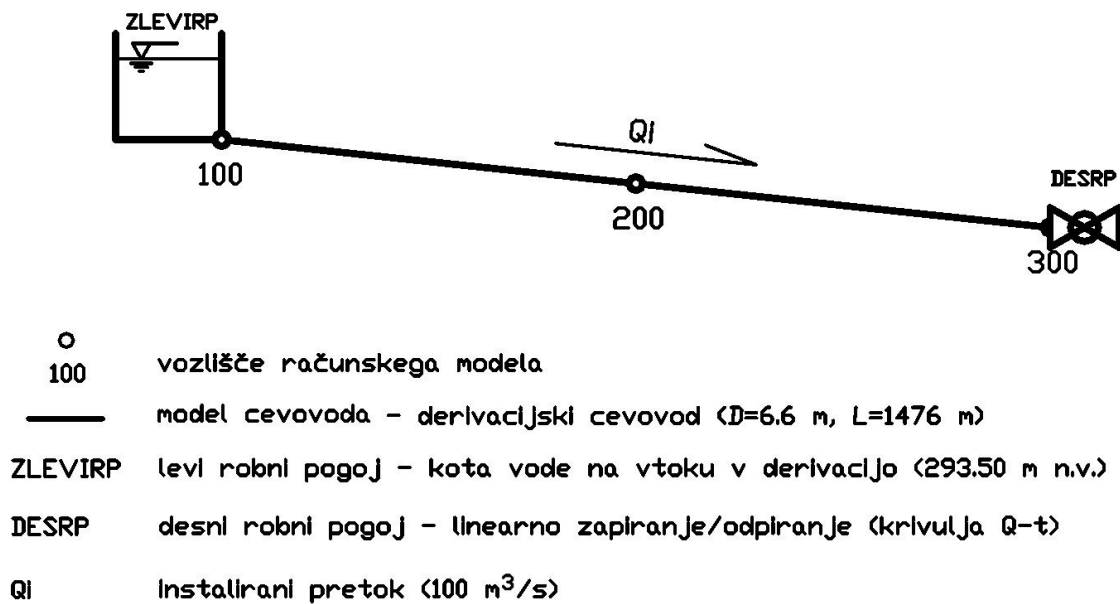 ZLEVIRP
Qi
100
200
DESRP
300
100 vozlišče računskega modela
model cevovoda - derivacijski cevovod (D=6.6 m, L=1476 m)
ZLEVIRP levi robni pogoj - kota vode na vtoku v derivacijo (293.50 m n.v.)
DESRP desni robni pogoj - linearno zapiranje/odpiranje (krivulja Q-t)
Qi instalirani pretok (100 m³/s)